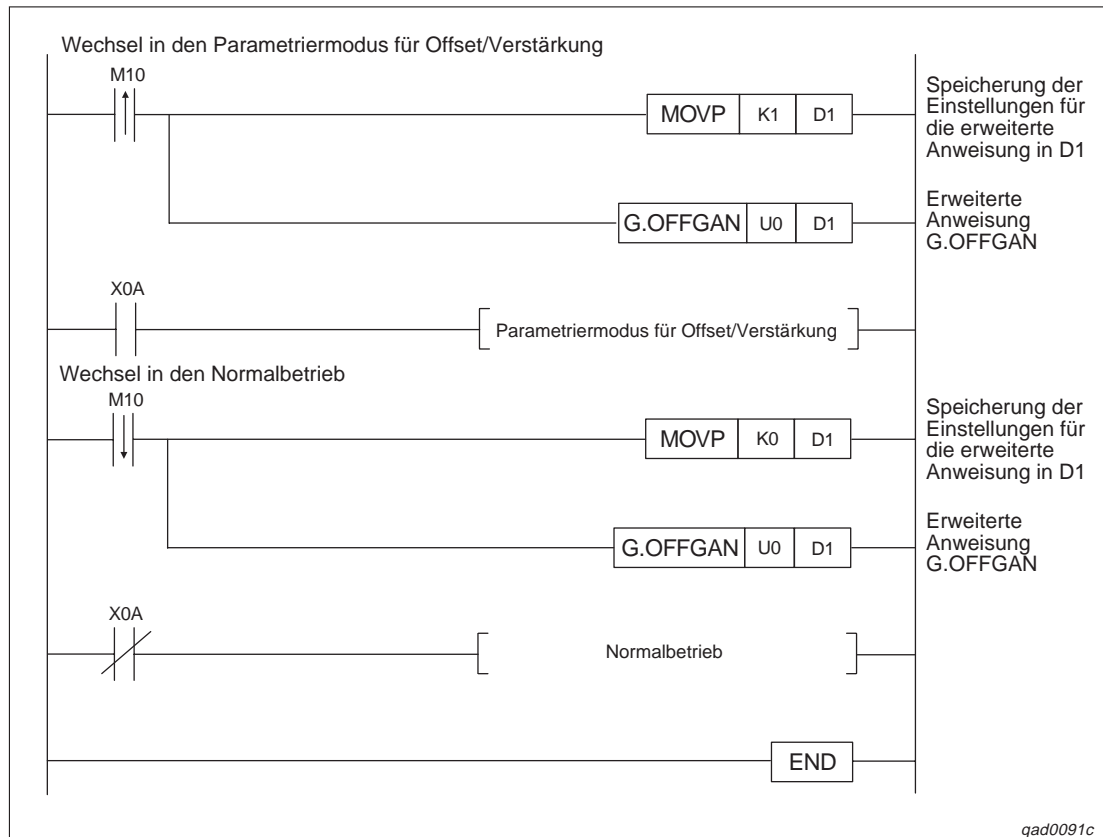 Wechsel in den Parametriermodus für Offset/Verstärkung
M10
MOVP K1 D1
Speicherung der
Einstellungen für
die erweiterte
Anweisung in D1
G.OFFGAN U0 D1
Erweiterte
Anweisung
G.OFFGAN
X0A
Parametriermodus für Offset/Verstärkung
Wechsel in den Normalbetrieb
M10
MOVP K0 D1
Speicherung der
Einstellungen für
die erweiterte
Anweisung in D1
G.OFFGAN U0 D1
Erweiterte
Anweisung
G.OFFGAN
X0A
Normalbetrieb
END
qad0091c